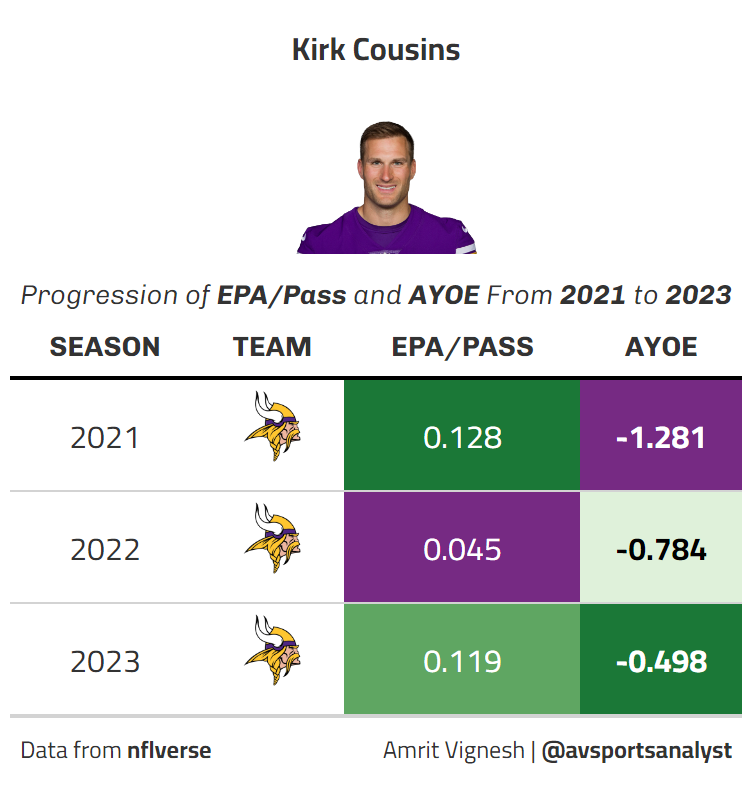 Kirk Cousins
Progression of EPA/Pass and AYOE From 2021 to 2023
SEASON TEAM EPA/PASS AYOE
2021 0.128 -1.281
2022 0.045 -0.784
2023 0.119 -0.498
Data from nflverse Amrit Vignesh | @avsportsanalyst